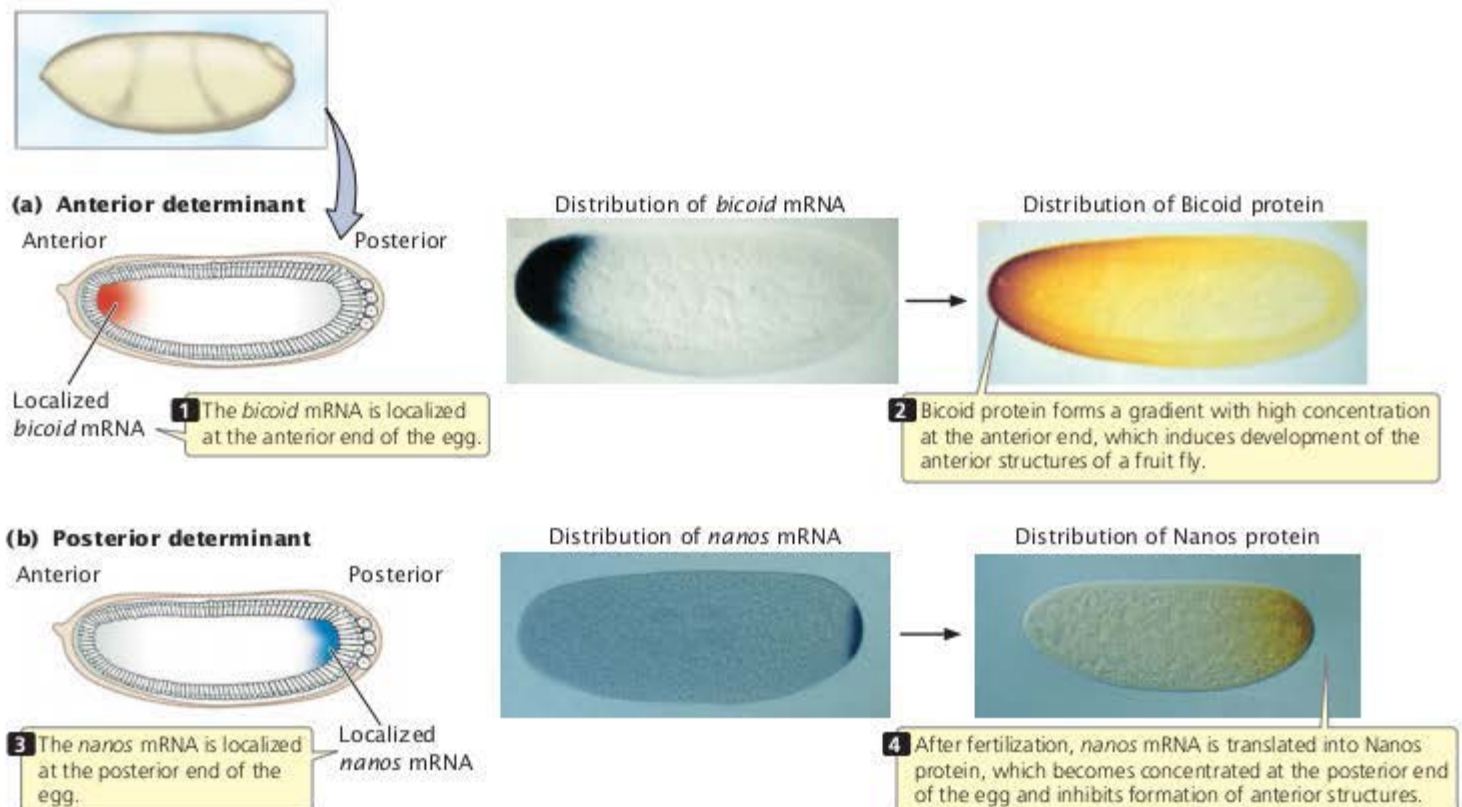 (a) Anterior determinant
Anterior
Posterior
Localized
bicoid mRNA
1 The bicoid mRNA is localized
at the anterior end of the egg.
Distribution of bicoid mRNA
Distribution of Bicoid protein
2 Bicoid protein forms a gradient with high concentration
at the anterior end, which induces development of the
anterior structures of a fruit fly.
(b) Posterior determinant
Anterior
Posterior
3 The nanos mRNA is localized
at the posterior end of the
egg.
Localized
nanos mRNA
Distribution of nanos mRNA
Distribution of Nanos protein
4 After fertilization, nanos mRNA is translated into Nanos
protein, which becomes concentrated at the posterior end
of the egg and inhibits formation of anterior structures.